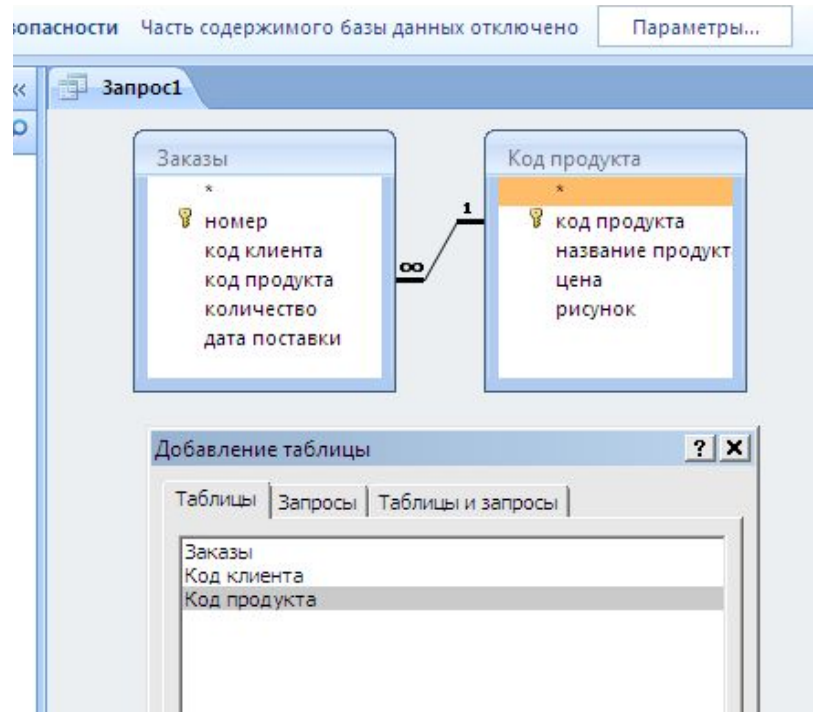 зопасности Часть содержимого базы данных отключено Параметры...
« Запрос1
Заказы
*
номер
код клиента
код продукта
количество
дата поставки
∞
1
Код продукта
*
код продукта
название продукт
цена
рисунок
Добавление таблицы ? X
Таблицы Запросы Таблицы и запросы
Заказы
Код клиента
Код продукта